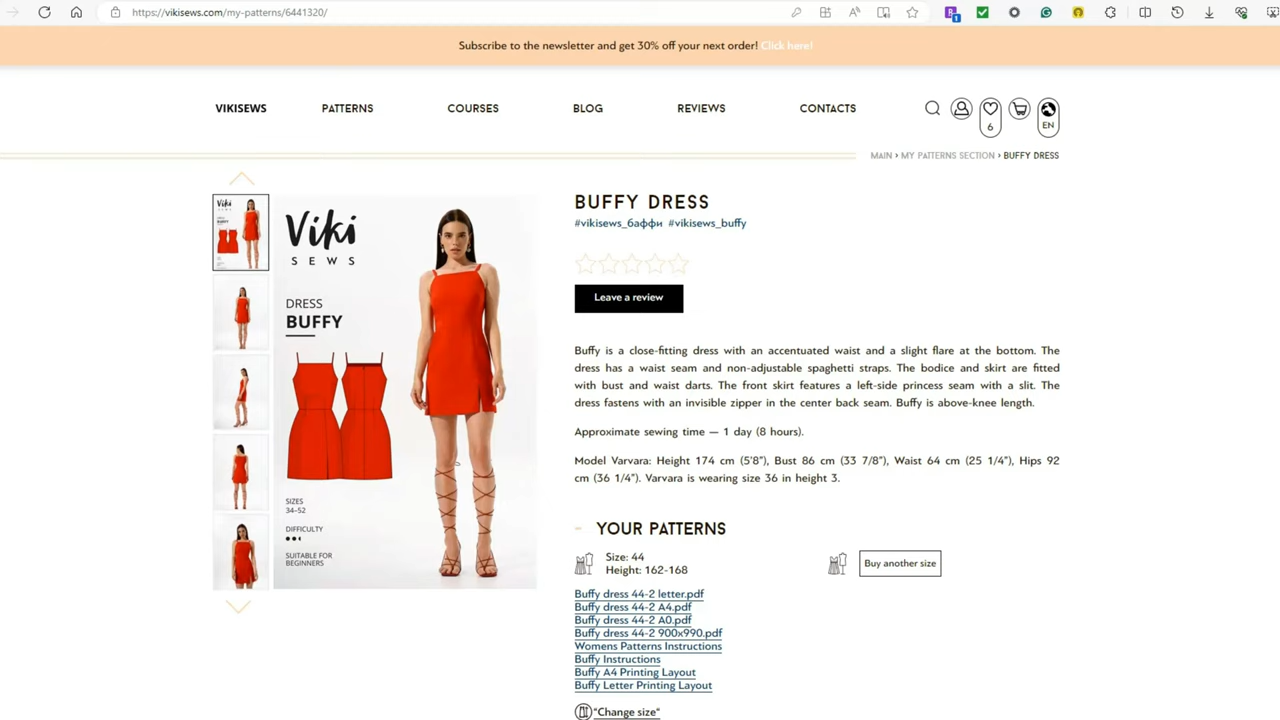 https://vikisews.com/my-patterns/6441320/
1
Subscribe to the newsletter and get 30% off your next order! Click here!
VIKISEWS PATTERNS COURSES BLOG REVIEWS CONTACTS
6
EN
MAIN › MY PATTERNS SECTION › BUFFY DRESS
Viki
SEWS
DRESS
BUFFY
SIZES
34-52
DIFFICULTY
SUITABLE FOR
BEGINNERS
BUFFY DRESS
#vikisews_баффи #vikisews_buffy
Leave a review
Buffy is a close-fitting dress with an accentuated waist and a slight flare at the bottom. The
dress has a waist seam and non-adjustable spaghetti straps. The bodice and skirt are fitted
with bust and waist darts. The front skirt features a left-side princess seam with a slit. The
dress fastens with an invisible zipper in the center back seam. Buffy is above-knee length.
Approximate sewing time — 1 day (8 hours).
Model Varvara: Height 174 cm (5'8"), Bust 86 cm (33 7/8"), Waist 64 cm (25 1/4"), Hips 92
cm (36 1/4"). Varvara is wearing size 36 in height 3.
YOUR PATTERNS
Size: 44
Height: 162-168
Buy another size
Buffy dress 44-2 letter.pdf
Buffy dress 44-2 A4.pdf
Buffy dress 44-2 A0.pdf
Buffy dress 44-2 900x990.pdf
Womens Patterns Instructions
Buffy Instructions
Buffy A4 Printing Layout
Buffy Letter Printing Layout
"Change size"